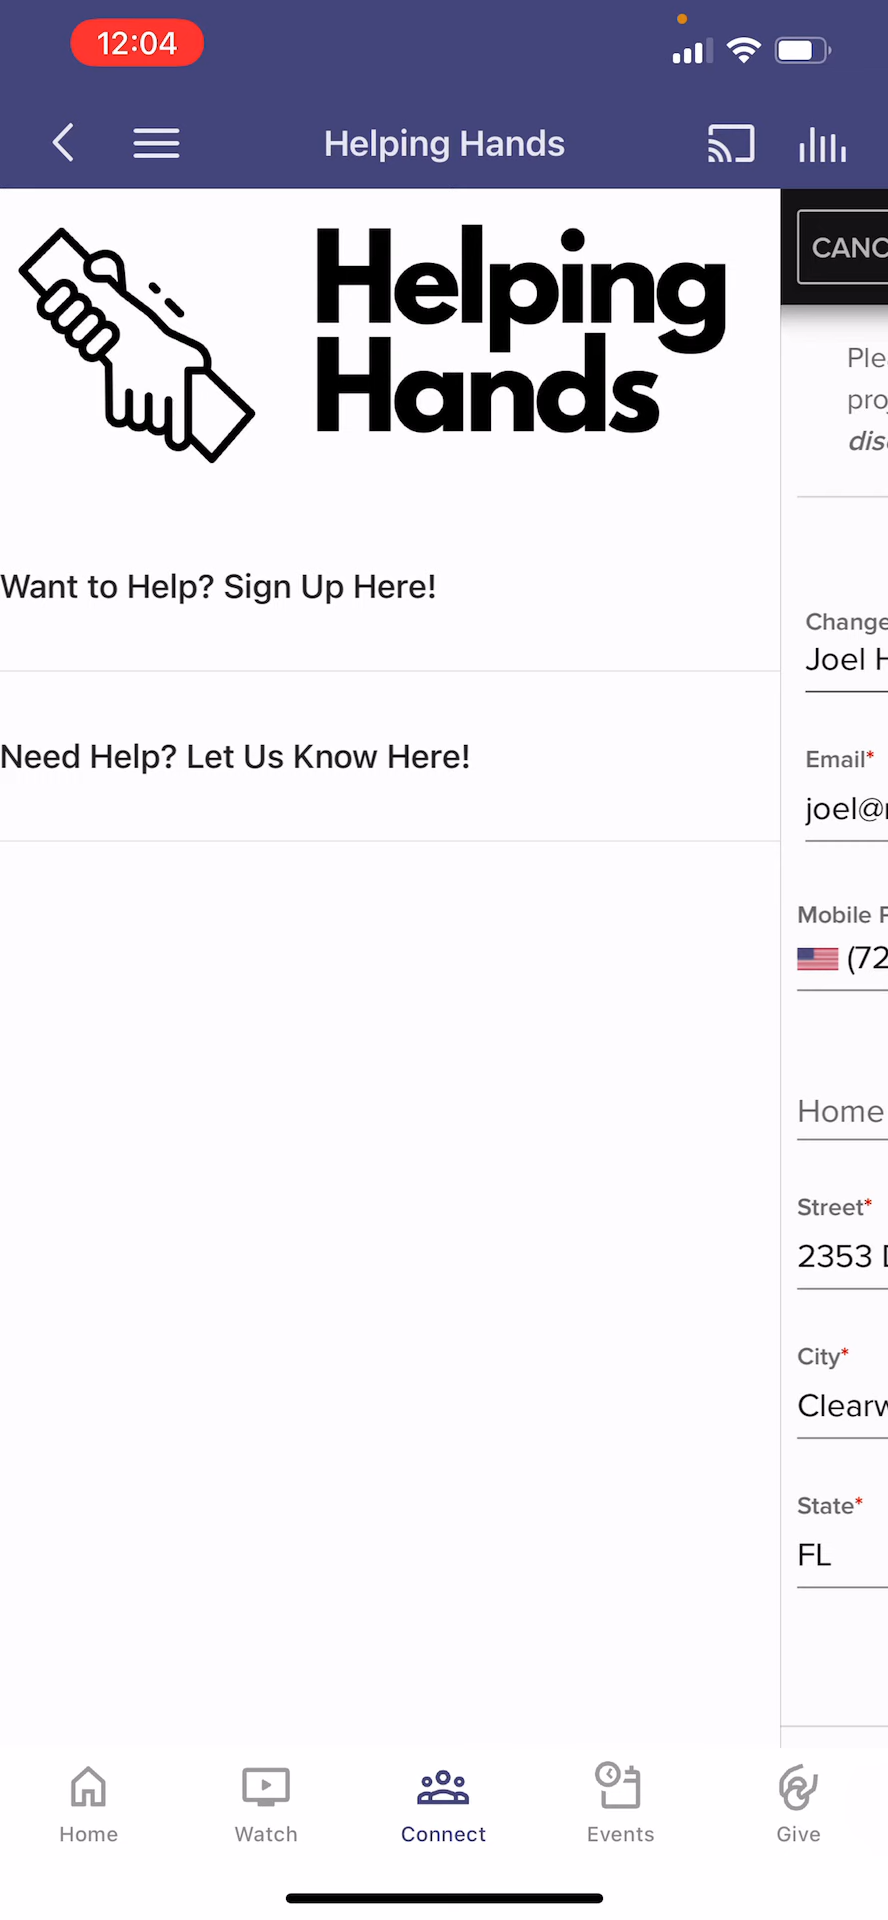 12:04
Helping Hands
Helping
Hands
Want to Help? Sign Up Here!
Need Help? Let Us Know Here!
CANC
Ple
pro
dis
Change
Joel H
Email*
joel@
Mobile P
(72
Home
Street*
2353 D
City*
Clearw
State*
FL
Home
Watch
Connect
Events
Give